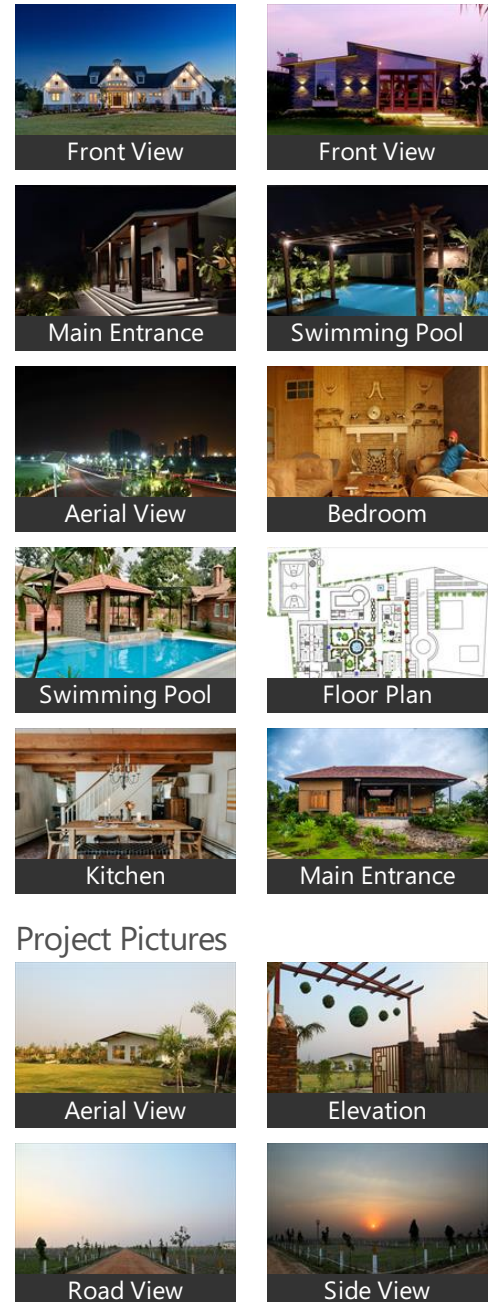 Front View
Front View
Main Entrance
Swimming Pool
Aerial View
Bedroom
Swimming Pool
Floor Plan
Kitchen
Main Entrance
Project Pictures
Aerial View
Elevation
Road View
Side View